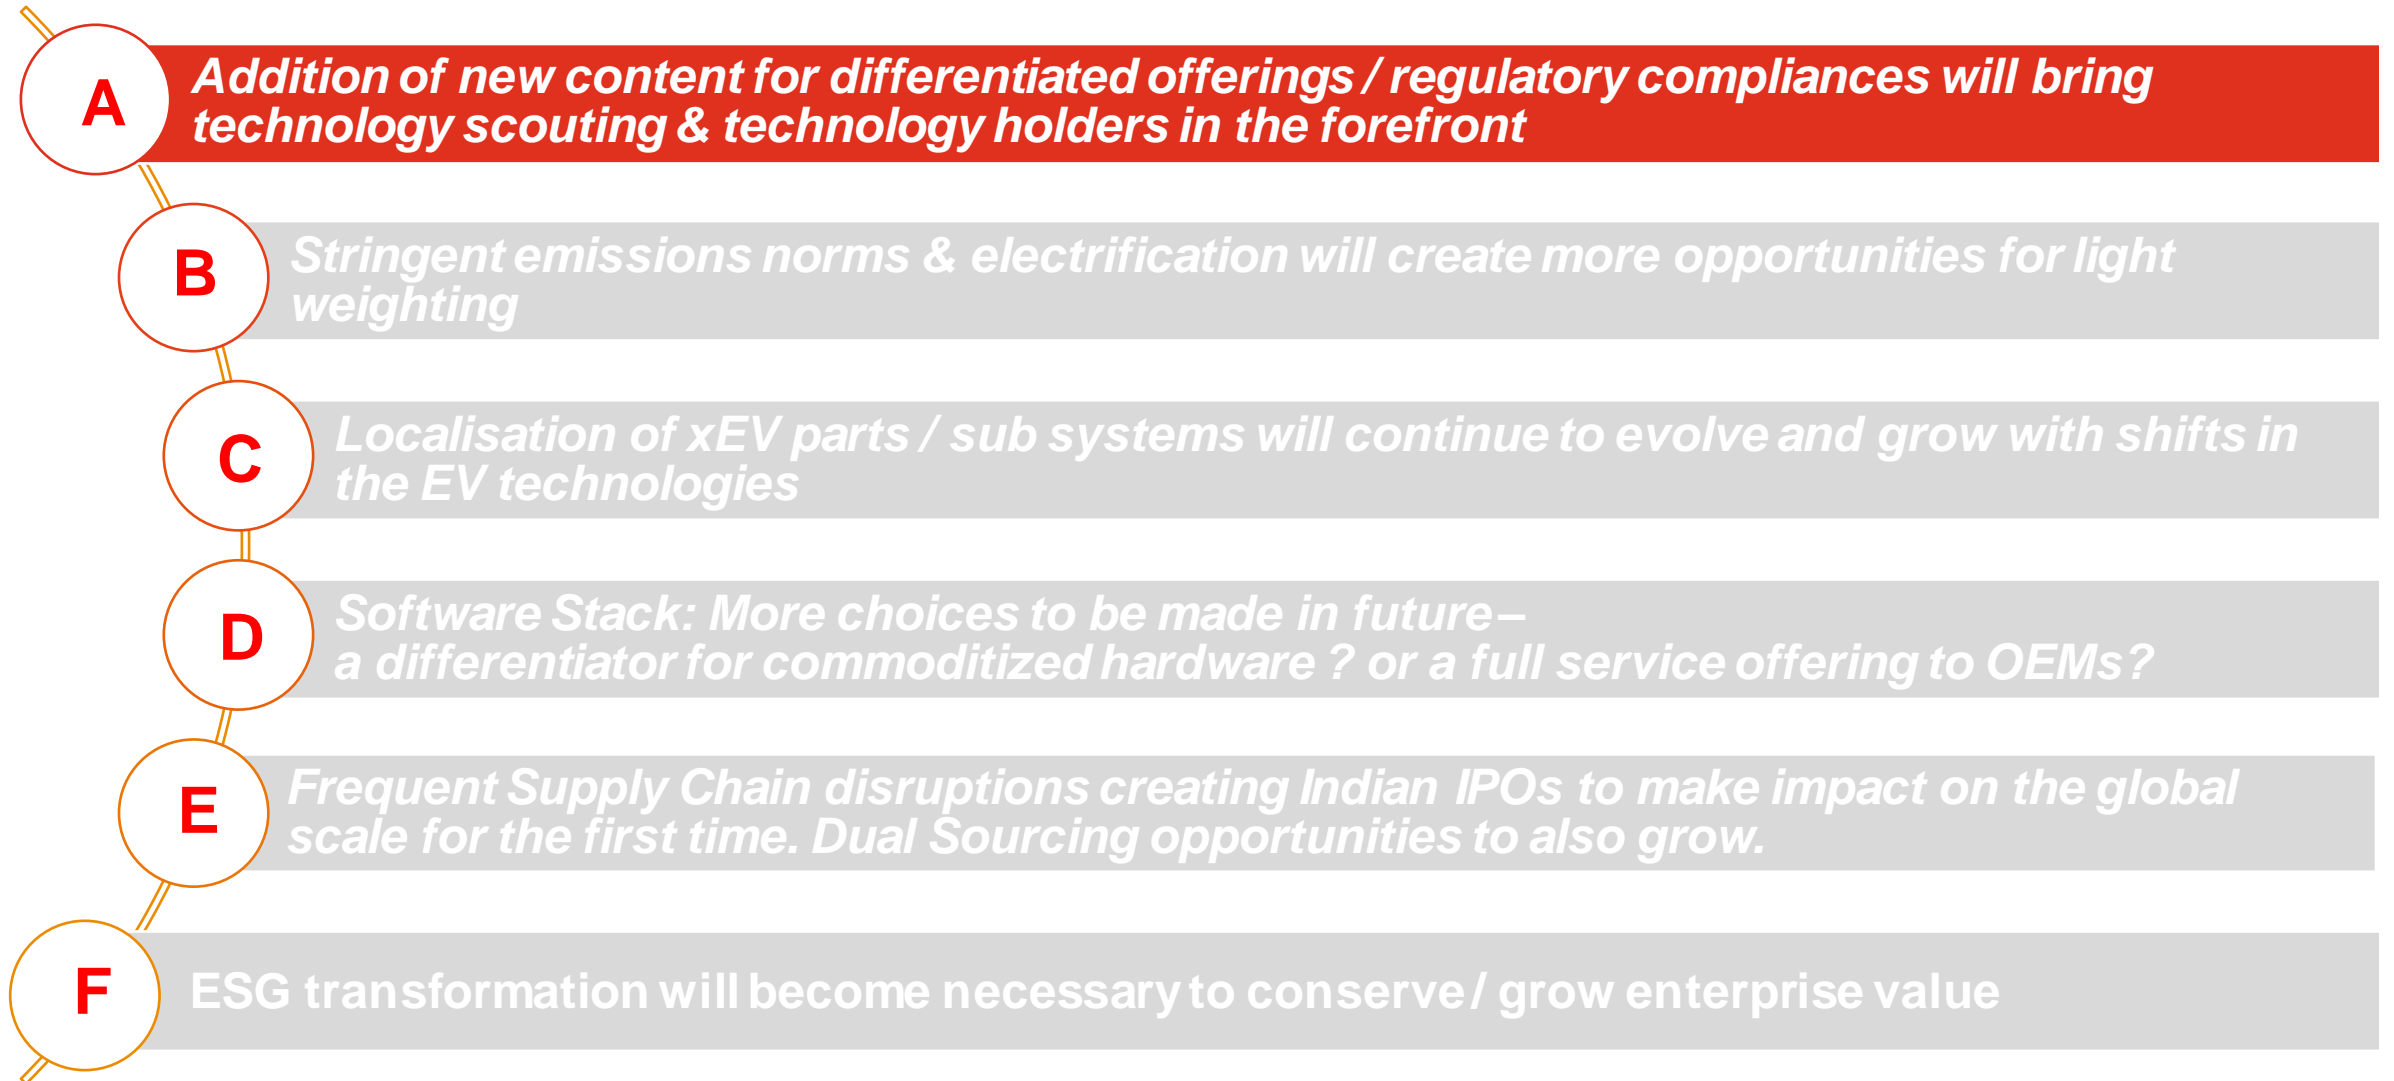 A
Addition of new content for differentiated offerings / regulatory compliances will bring
technology scouting & technology holders in the forefront
B
Stringent emissions norms & electrification will create more opportunities for light
weighting
C
Localisation of xEV parts / sub systems will continue to evolve and grow with shifts in
the EV technologies
D
Software Stack: More choices to be made in future –
a differentiator for commoditized hardware ? or a full service offering to OEMs?
E
Frequent Supply Chain disruptions creating Indian IPOs to make impact on the global
scale for the first time. Dual Sourcing opportunities to also grow.
F
ESG transformation will become necessary to conserve / grow enterprise value